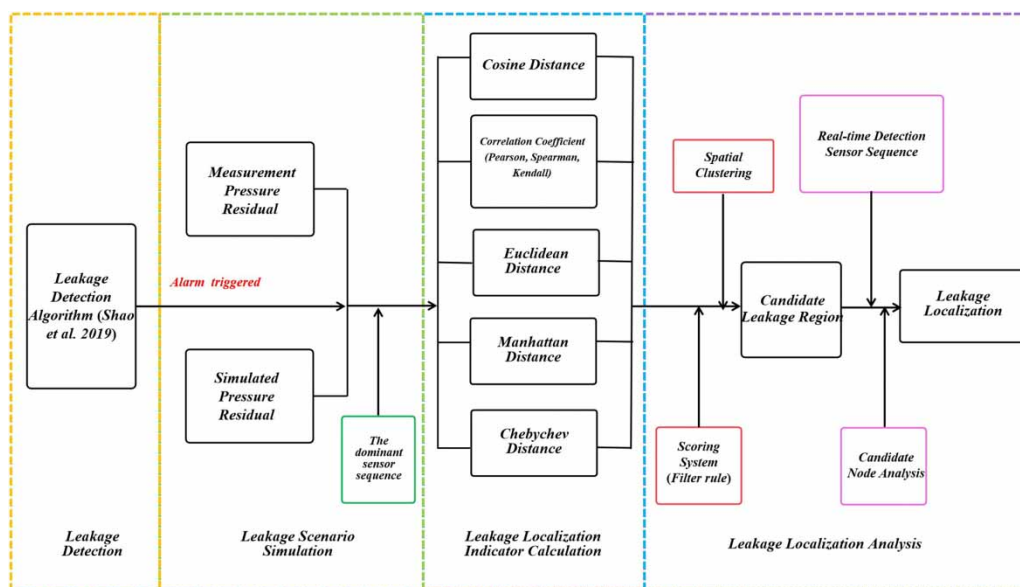 Leakage
Detection
Algorithm (Shao
et al. 2019)
Leakage
Detection
Measurement
Pressure
Residual
Alarm triggered
Simulated
Pressure
Residual
The
dominant
sensor
sequence
Leakage Scenario
Simulation
Cosine Distance
Correlation Coefficient
(Pearson, Spearman,
Kendall)
Euclidean
Distance
Manhattan
Distance
Chebychev
Distance
Leakage Localization
Indicator Calculation
Spatial
Clustering
Real-time Detection
Sensor Sequence
Candidate
Leakage Region
Leakage
Localization
Scoring
System
(Filter rule)
Candidate
Node Analysis
Leakage Localization Analysis